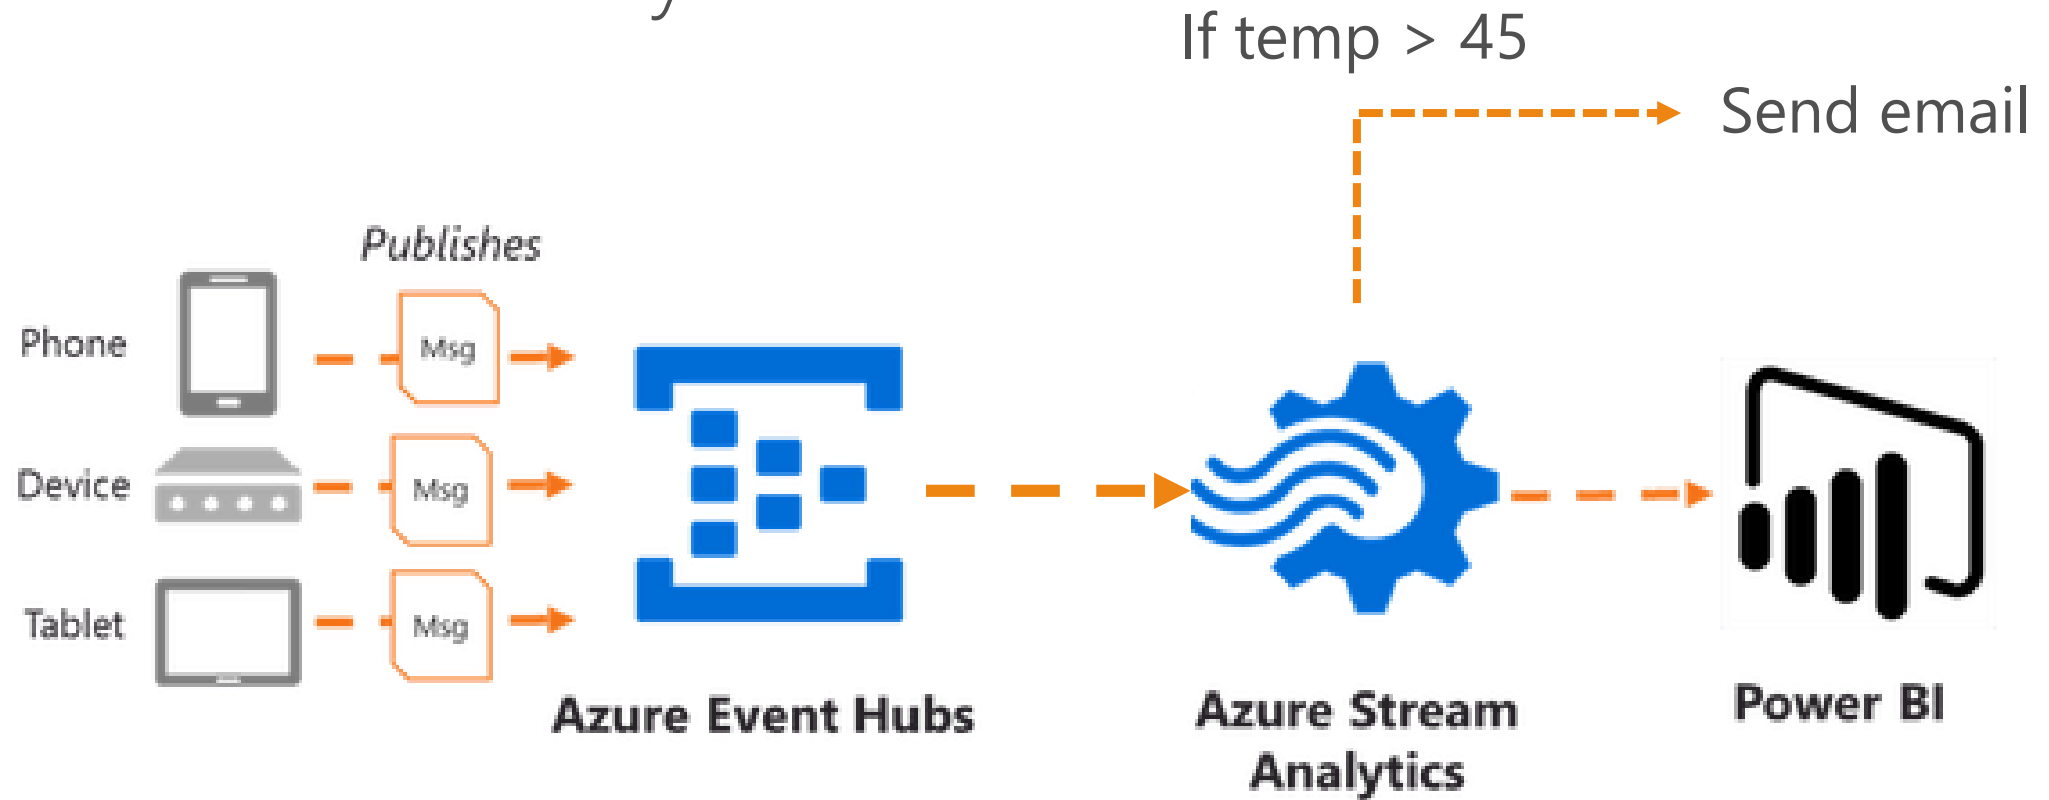 If temp > 45
Send email
Publishes
Phone
Msg
Device
Msg
Tablet
Msg
Azure Event Hubs
Azure Stream
Analytics
Power BI